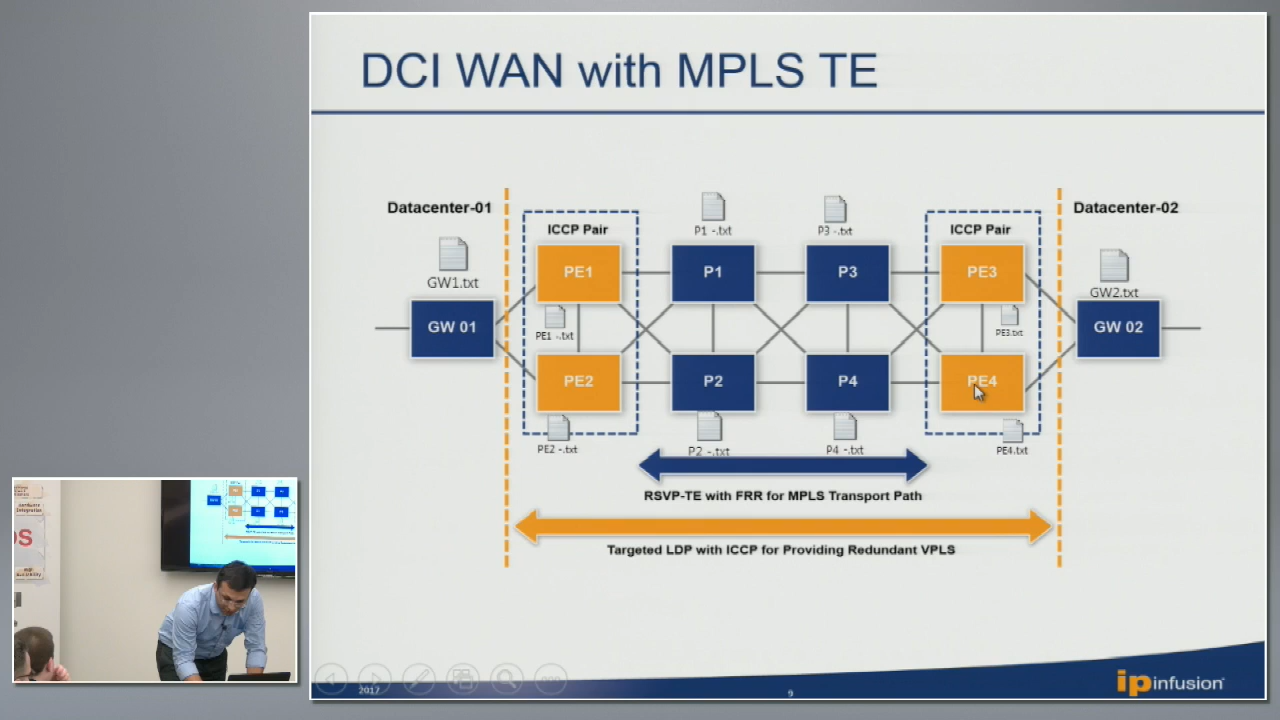 DCI WAN with MPLS TE
Datacenter-01
Datacenter-02
ICCP Pair
ICCP Pair
P1 -.txt
P3 -.txt
GW1.txt
GW2.txt
PE1
P1
P3
PE3
GW 01
GW 02
PE1 -.txt
PE3.txt
PE2
P2
P4
PE4
PE2 -.txt
P2 -.txt
P4 -.txt
PE4.txt
RSVP-TE with FRR for MPLS Transport Path
Targeted LDP with ICCP for Providing Redundant VPLS
2017
9
ipinfusion